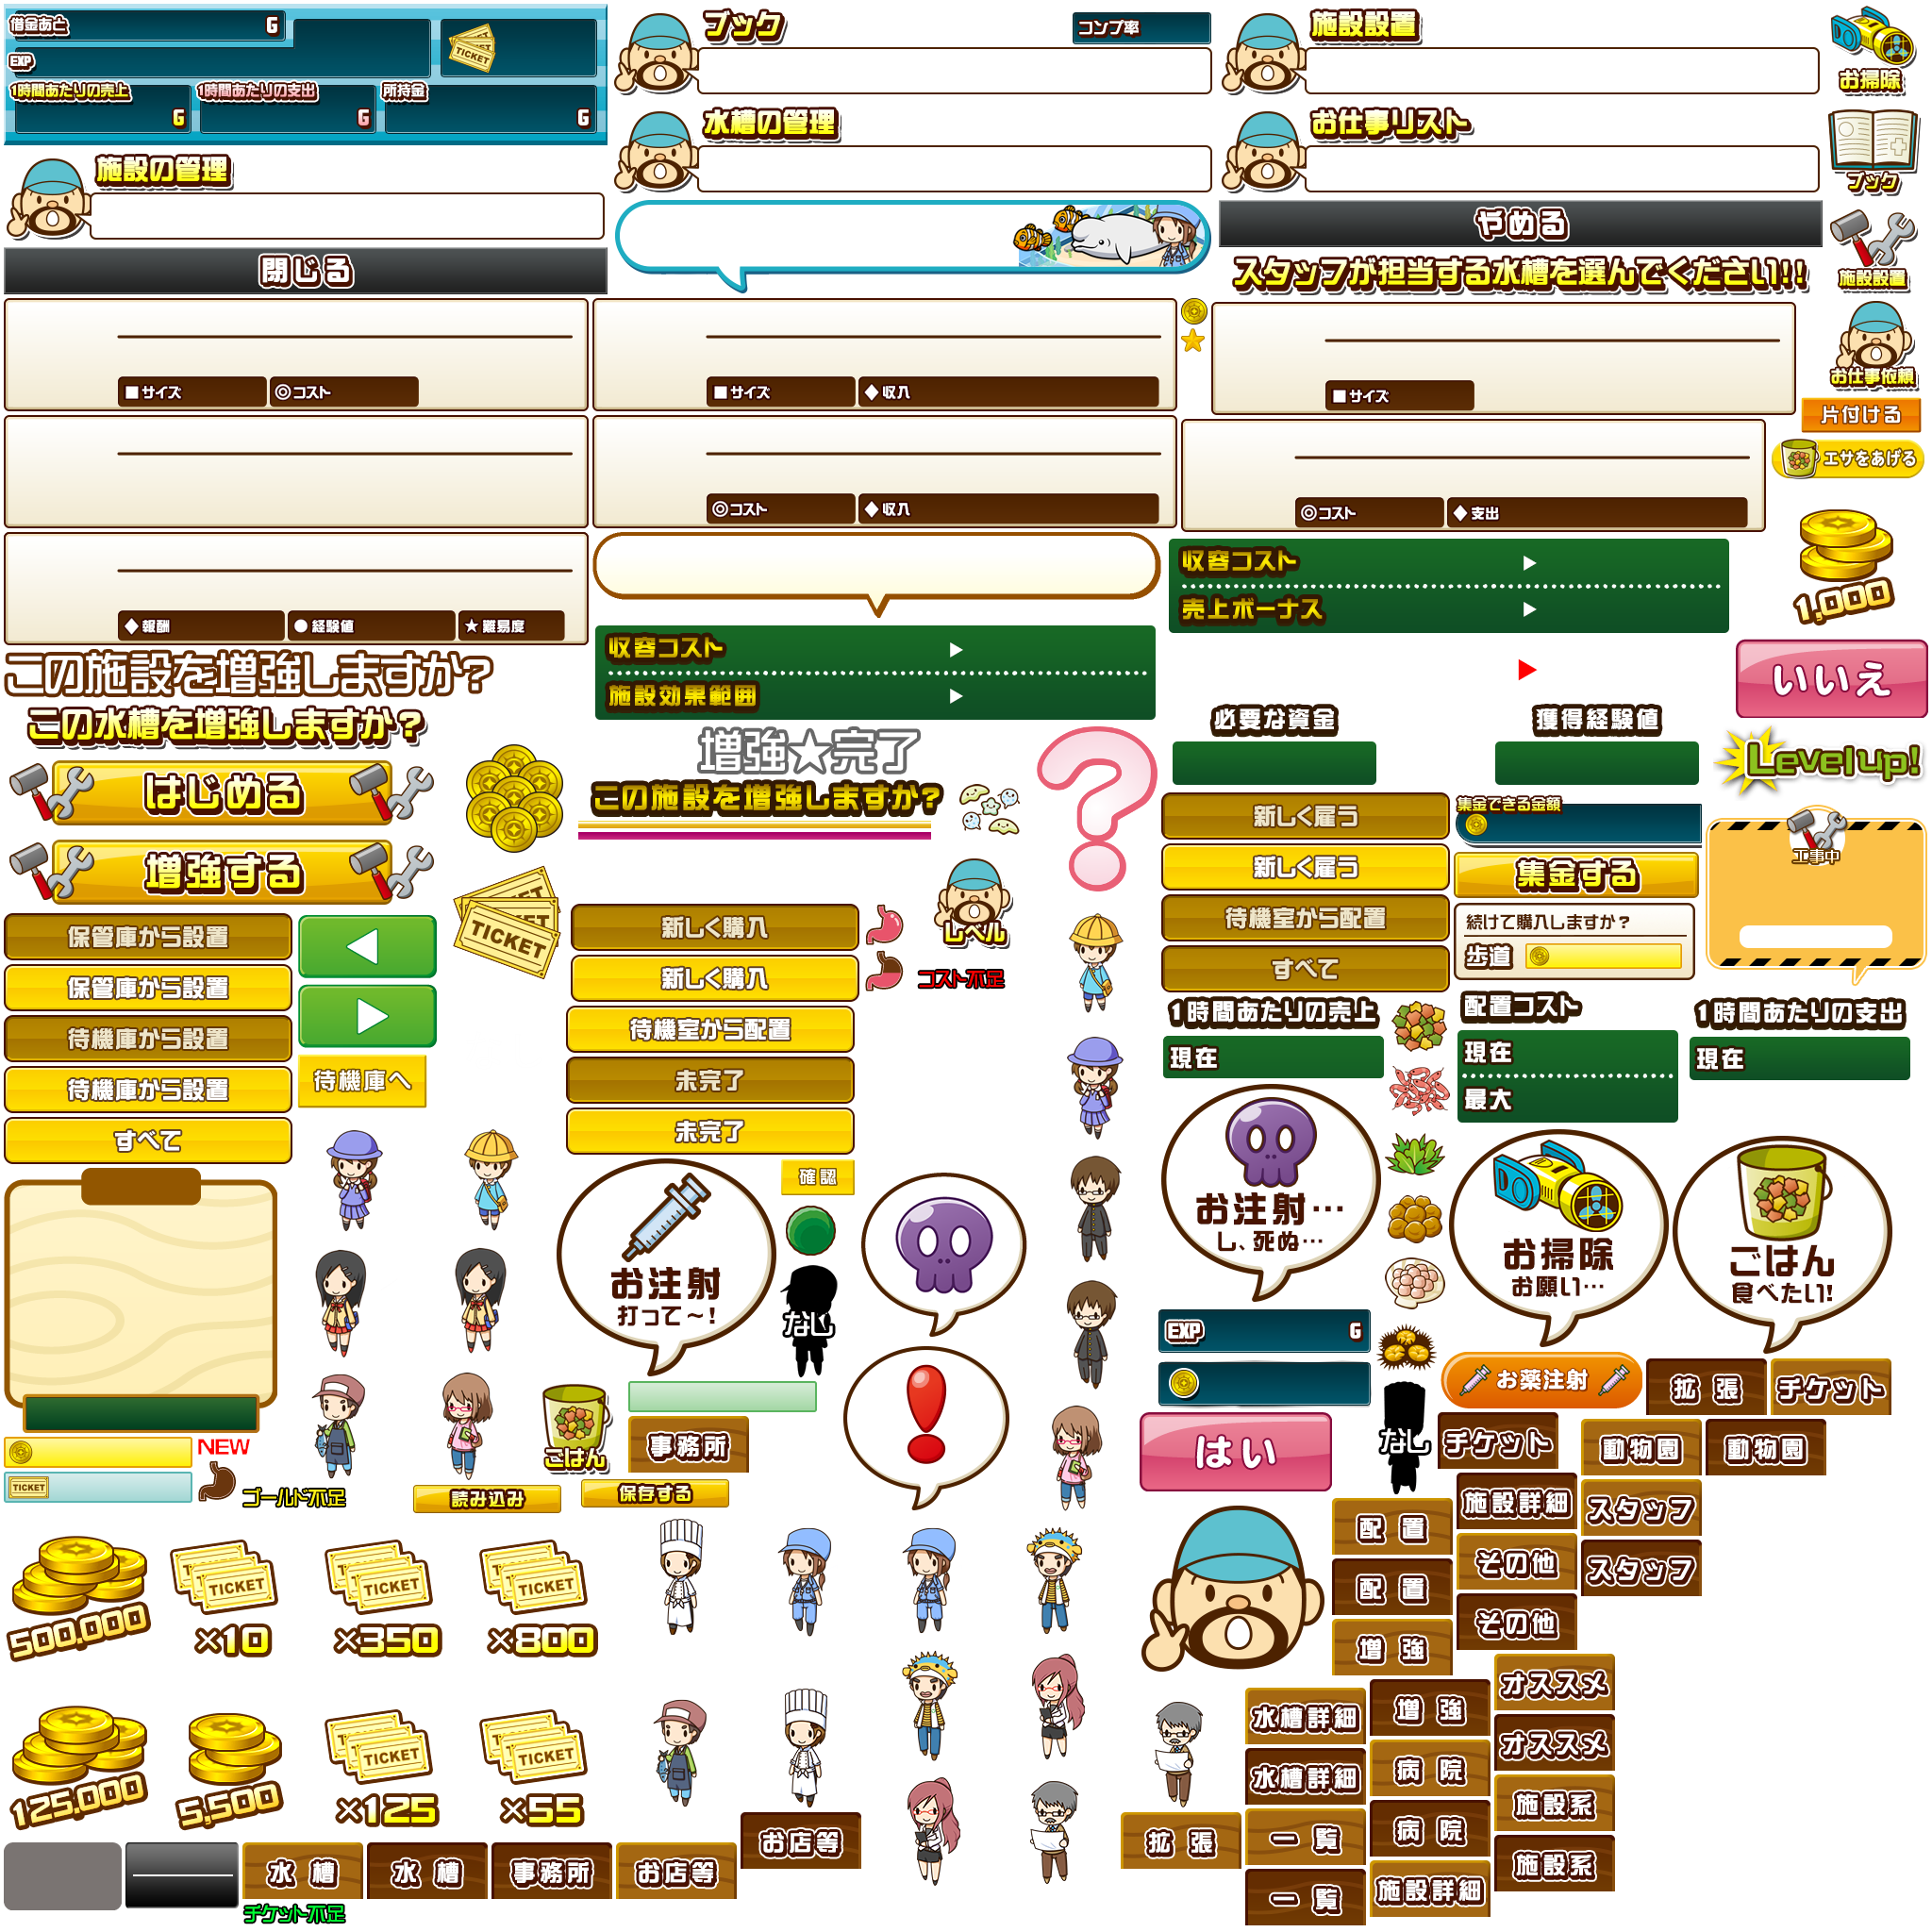 借金あと G
EXP
1時間あたりの売上 G
1時間あたりの支出 G
所持金 G
TICKET
ブック
コンプ率
施設設置
お掃除
水槽の管理
お仕事リスト
ブック
施設の管理
やめる
閉じる
スタッフが担当する水槽を選んでください!!
施設設置
■サイズ ◎コスト
■サイズ ◆収入
■サイズ
お仕事依頼
片付ける
エサをあげる
◎コスト ◆収入
◎コスト ◆支出
収容コスト ▶
売上ボーナス ▶
1,000
◆報酬 ●経験値 ★難易度
この施設を増強しますか?
収容コスト ▶
施設効果範囲 ▶
いいえ
この水槽を増強しますか?
必要な資金
獲得経験値
増強★完了
Level up!
はじめる
この施設を増強しますか?
新しく雇う
集金できる金額
工事中
増強する
新しく雇う
集金する
TICKET
新しく購入
レベル
待機室から配置
続けて購入しますか?
歩道
保管庫から設置
新しく購入
コスト不足
すべて
保管庫から設置
待機室から配置
1時間あたりの売上
配置コスト
1時間あたりの支出
待機庫から設置
待機庫へ
未完了
現在
現在
最大
現在
待機庫から設置
未完了
すべて
確認
お注射
打って~!
お注射…
し、死ぬ…
お掃除
お願い…
ごはん
食べたい!
なし
EXP G
お薬注射
拡張
チケット
NEW
TICKET
ゴールド不足
ごはん
事務所
読み込み
保存する
はい
なし
チケット
動物園
動物園
配置
施設詳細
スタッフ
配置
その他
スタッフ
増強
その他
500,000
TICKET
×10
TICKET
×350
TICKET
×800
オススメ
水槽詳細
増強
オススメ
水槽詳細
病院
施設系
125,000
5,500
TICKET
×125
TICKET
×55
お店等
拡張
一覧
病院
施設系
水槽
水槽
事務所
お店等
一覧
施設詳細
チケット不足